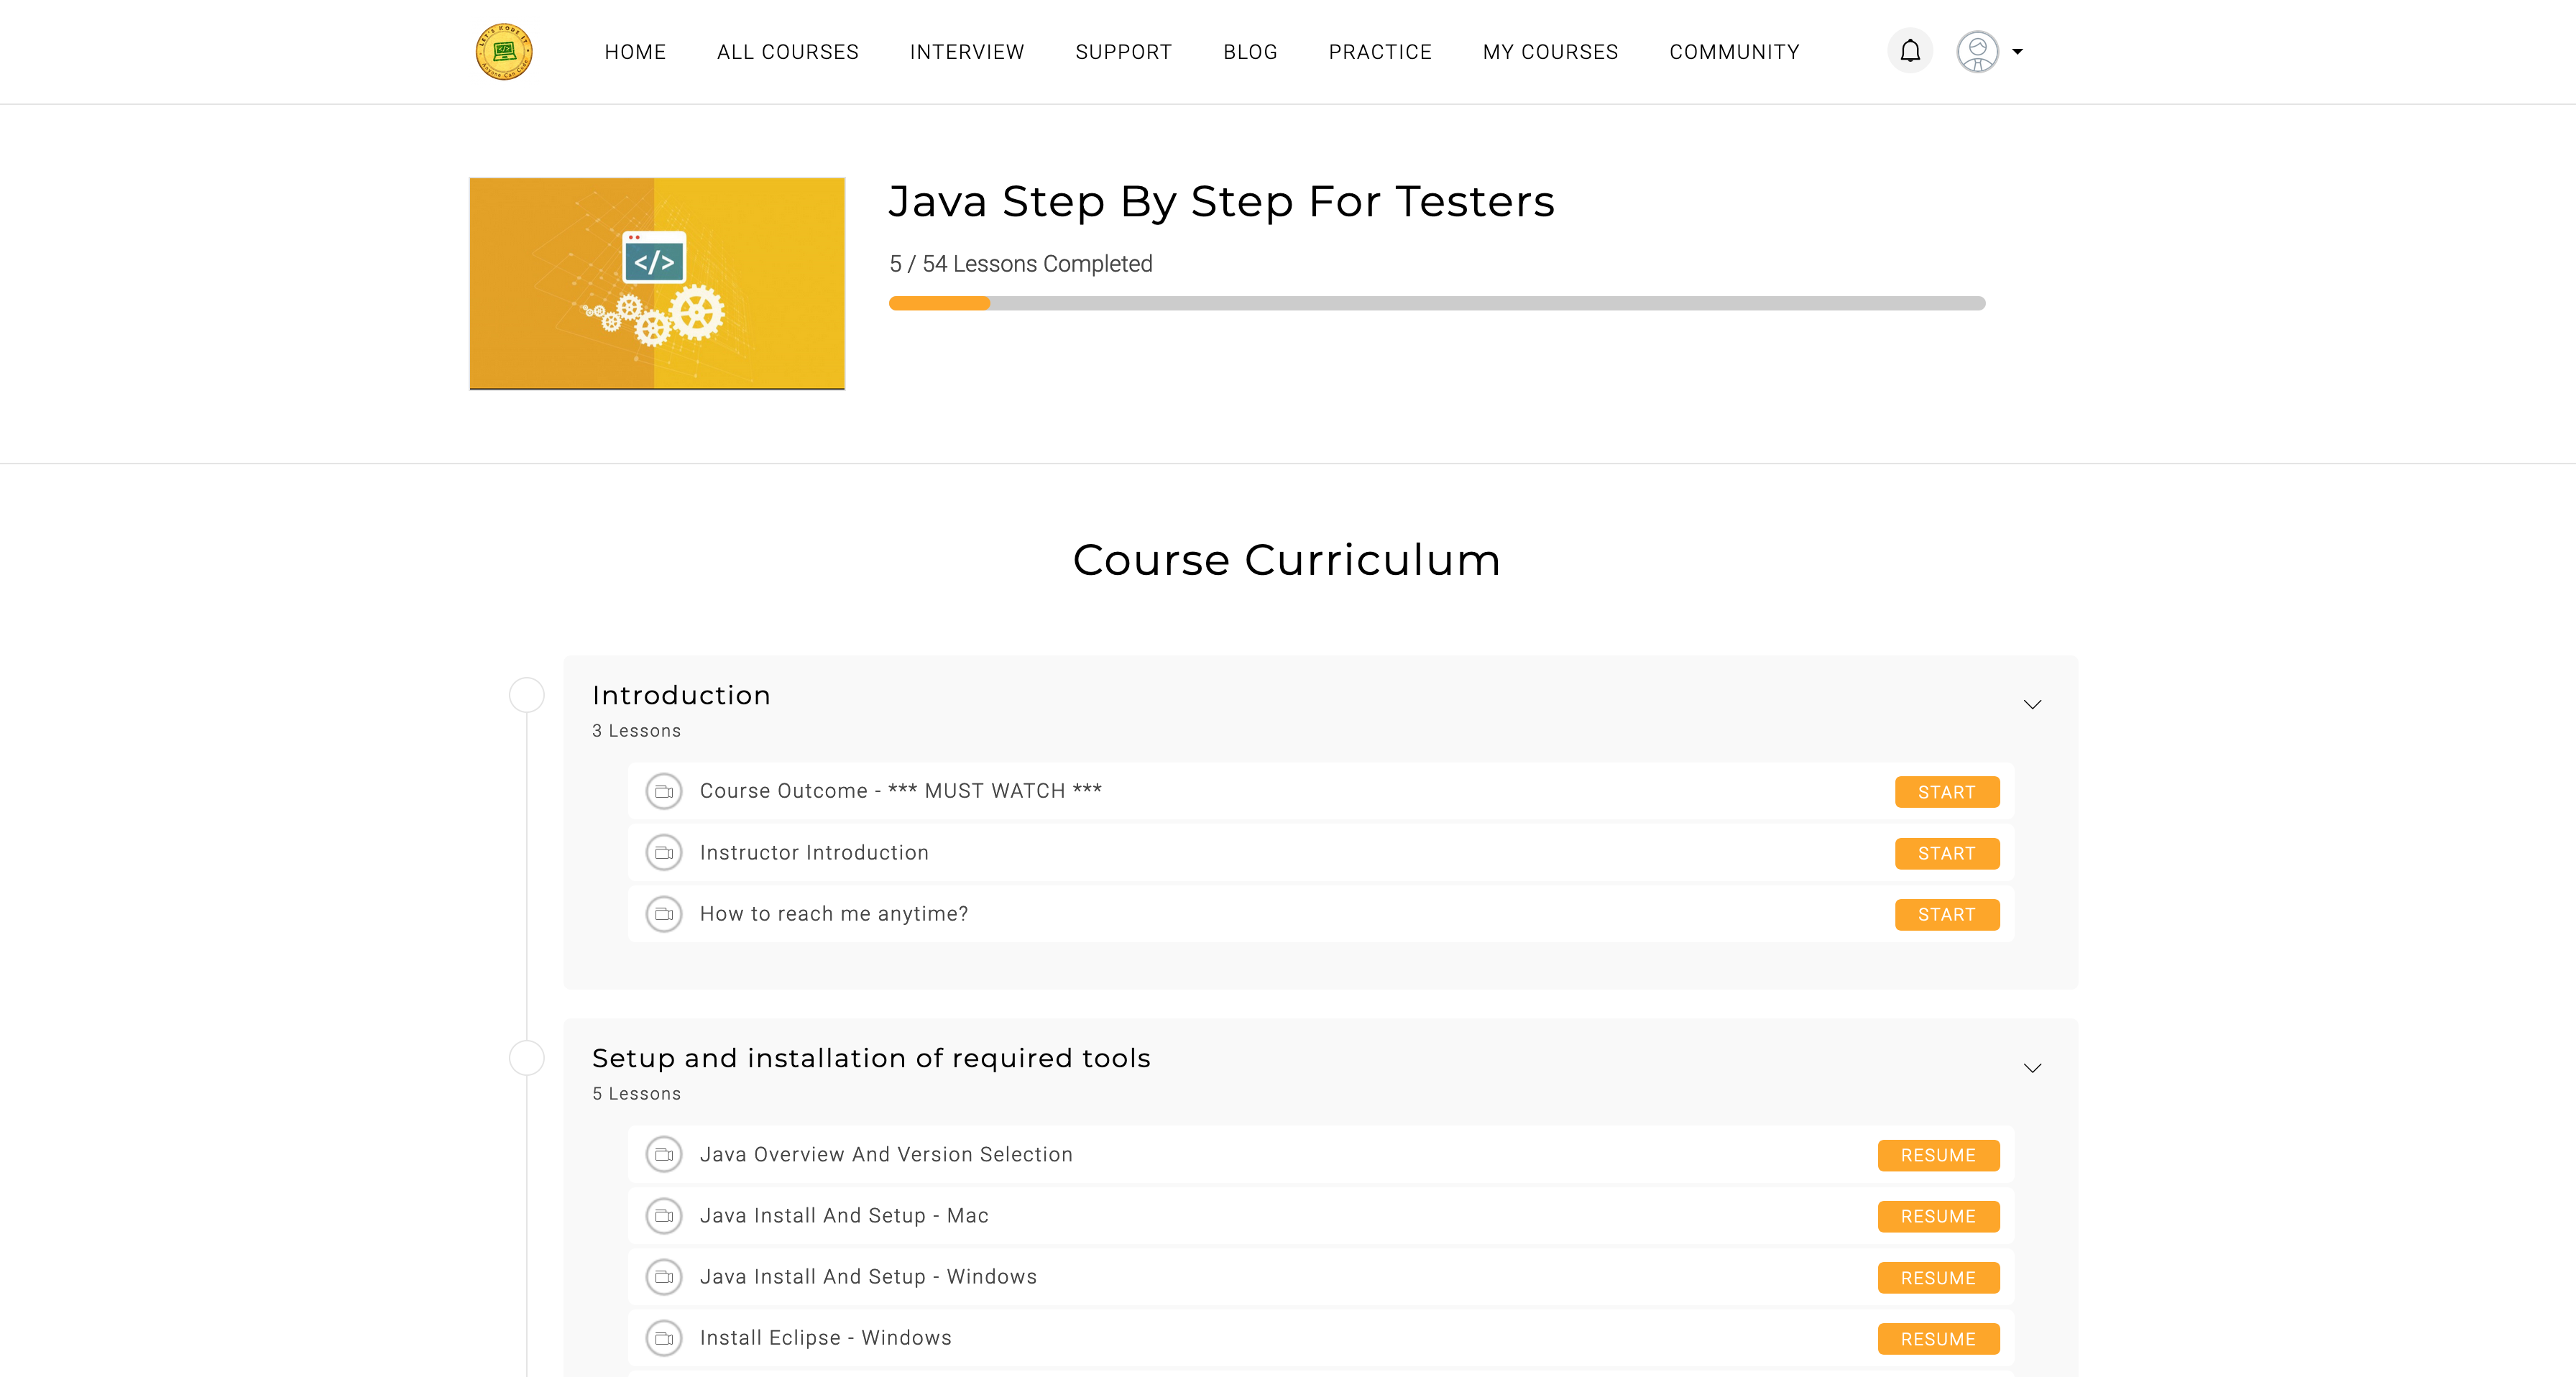 LET'S KODE IT
HOME
ALL COURSES
INTERVIEW
SUPPORT
BLOG
PRACTICE
MY COURSES
COMMUNITY
</>
Java Step By Step For Testers
5 / 54 Lessons Completed
Course Curriculum
Introduction
3 Lessons
Course Outcome - *** MUST WATCH ***
START
Instructor Introduction
START
How to reach me anytime?
START
Setup and installation of required tools
5 Lessons
Java Overview And Version Selection
RESUME
Java Install And Setup - Mac
RESUME
Java Install And Setup - Windows
RESUME
Install Eclipse - Windows
RESUME